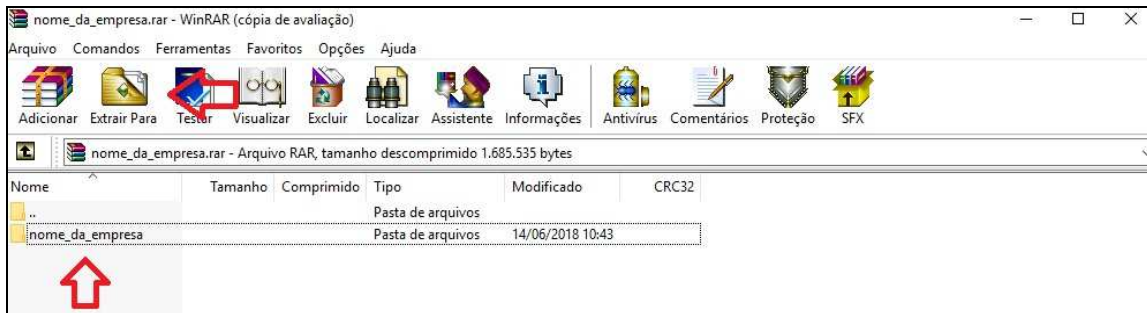 nome_da_empresa.rar - WinRAR (cópia de avaliação)
Arquivo Comandos Ferramentas Favoritos Opções Ajuda
Adicionar Extrair Para Testar Visualizar Excluir Localizar Assistente Informações Antivírus Comentários Proteção SFX
nome_da_empresa.rar - Arquivo RAR, tamanho descomprimido 1.685.535 bytes
Nome Tamanho Comprimido Tipo Modificado CRC32
.. Pasta de arquivos
nome_da_empresa Pasta de arquivos 14/06/2018 10:43